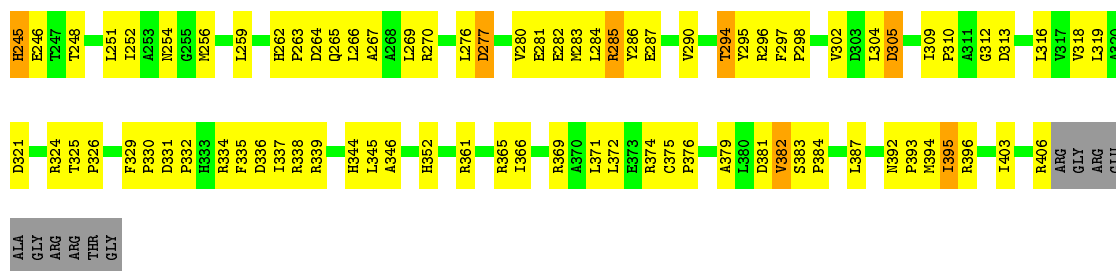 H245 E246 T247 T248 L251 I252 A253 N254 G255 M256 L259 H262 P263 D264 Q265 L266 A267 A268 L269 R270 L276 D277 V280 E281 E282 M283 L284 R285 Y286 E287 V290 T294 Y295 R296 F297 P298 V302 D303 L304 D305 I309 P310 A311 G312 D313 L316 V317 V318 L319 A320
D321 R324 T325 P326 F329 P330 D331 P332 H333 R334 F335 D336 I337 R338 R339 H344 L345 A346 H352 R361 R365 I366 R369 A370 L371 L372 E373 R374 C375 P376 A379 L380 D381 V382 S383 P384 L387 N392 P393 M394 I395 R396 I403 R406 ARG GLY ARG GLU
ALA GLY ARG ARG THR GLY